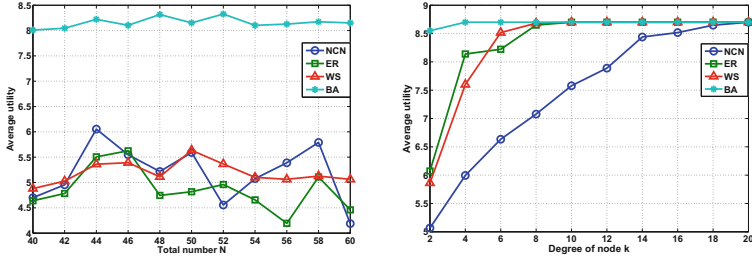 8.5
8
7.5
7
6.5
6
5.5
5
4.5
4
Average utility
NCN
ER
WS
BA
40 42 44 46 48 50 52 54 56 58 60
Total number N
9
8.5
8
7.5
7
6.5
6
5.5
5
Average utility
NCN
ER
WS
BA
2 4 6 8 10 12 14 16 18 20
Degree of node k